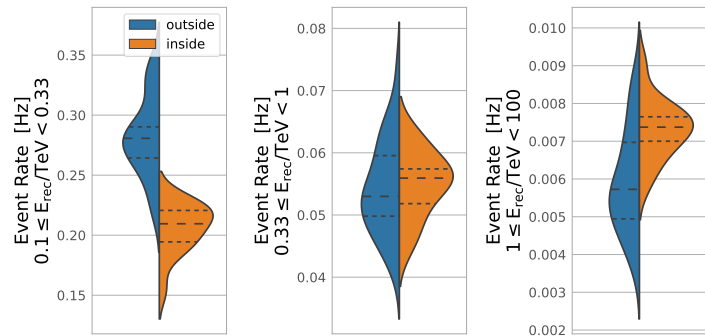 outside
inside
Event Rate [Hz]
0.1 ≤ E_rec/TeV < 0.33
0.35
0.30
0.25
0.20
0.15
Event Rate [Hz]
0.33 ≤ E_rec/TeV < 1
0.08
0.07
0.06
0.05
0.04
Event Rate [Hz]
1 ≤ E_rec/TeV < 100
0.010
0.009
0.008
0.007
0.006
0.005
0.004
0.003
0.002